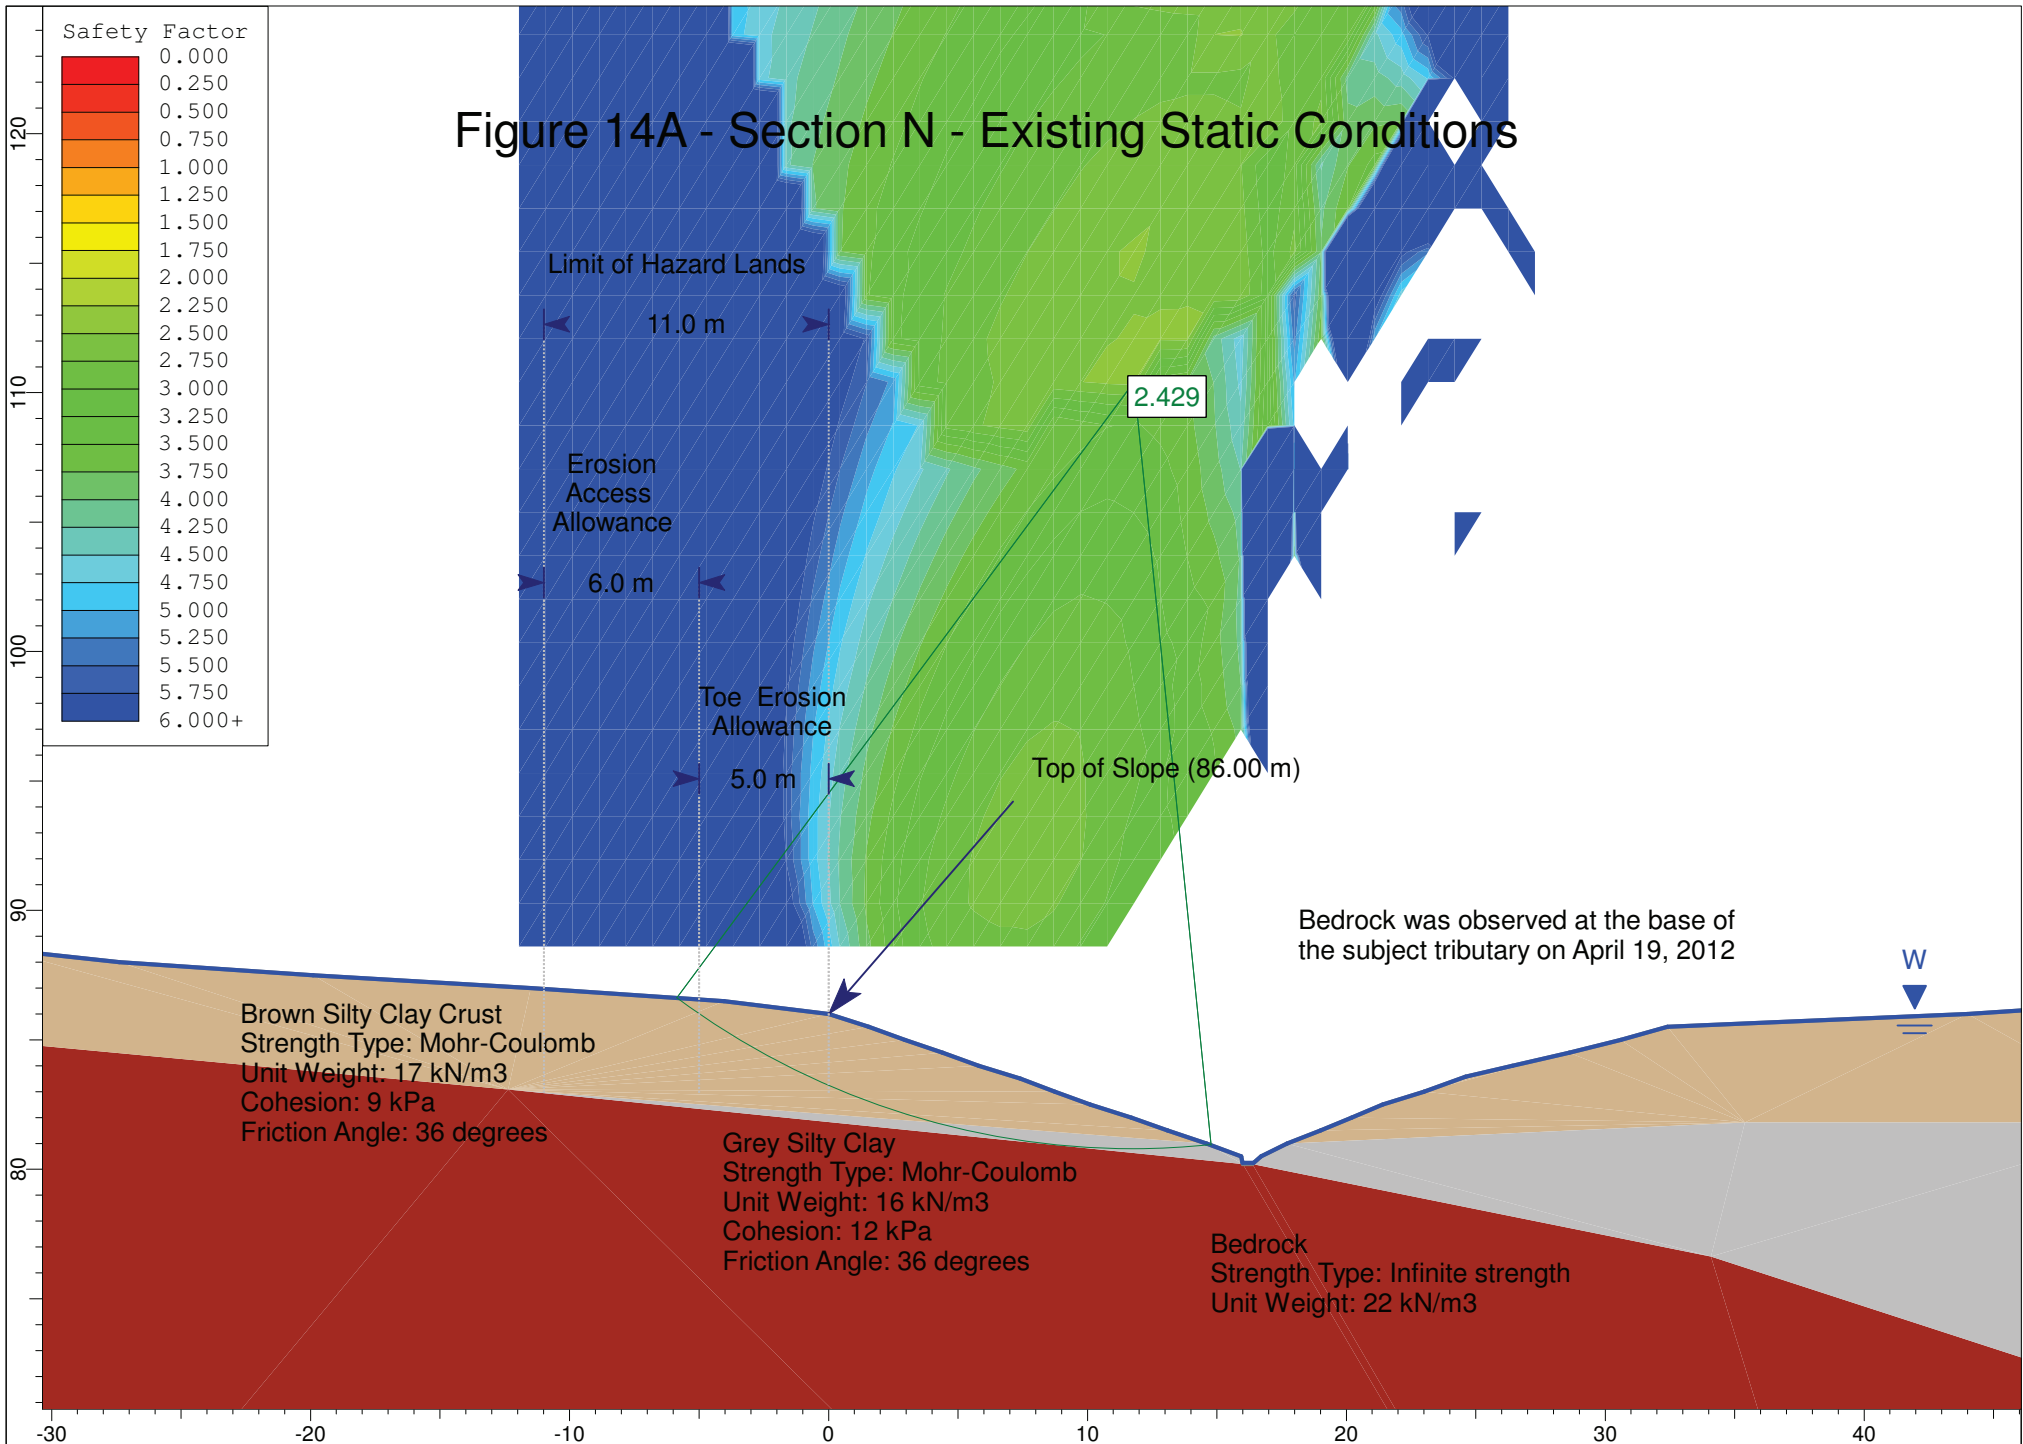 Safety Factor
0.000
0.250
0.500
0.750
1.000
1.250
1.500
1.750
2.000
2.250
2.500
2.750
3.000
3.250
3.500
3.750
4.000
4.250
4.500
4.750
5.000
5.250
5.500
5.750
6.000+
Figure 14A - Section N - Existing Static Conditions
Limit of Hazard Lands
11.0 m
2.429
Erosion
Access
Allowance
6.0 m
Toe Erosion
Allowance
5.0 m
Top of Slope (86.00 m)
Bedrock was observed at the base of
the subject tributary on April 19, 2012
W
Brown Silty Clay Crust
Strength Type: Mohr-Coulomb
Unit Weight: 17 kN/m3
Cohesion: 9 kPa
Friction Angle: 36 degrees
Grey Silty Clay
Strength Type: Mohr-Coulomb
Unit Weight: 16 kN/m3
Cohesion: 12 kPa
Friction Angle: 36 degrees
Bedrock
Strength Type: Infinite strength
Unit Weight: 22 kN/m3
120
110
100
90
80
-30
-20
-10
0
10
20
30
40